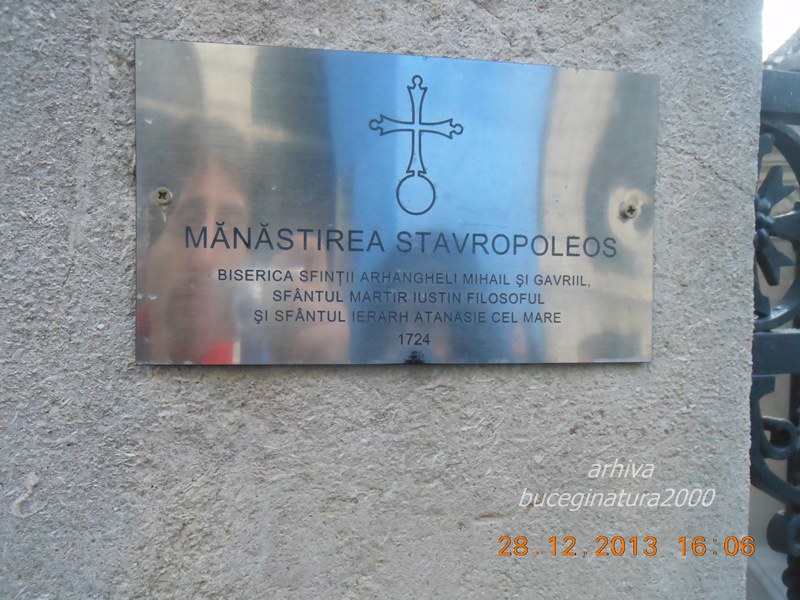 MĂNĂSTIREA STAVROPOLEOS
BISERICA SFINȚII ARHANGHELI MIHAIL ȘI GAVRIIL,
SFÂNTUL MARTIR IUSTIN FILOSOFUL
ȘI SFÂNTUL IERARH ATANASIE CEL MARE
1724
arhiva
buceginatura2000
28.12.2013 16:06